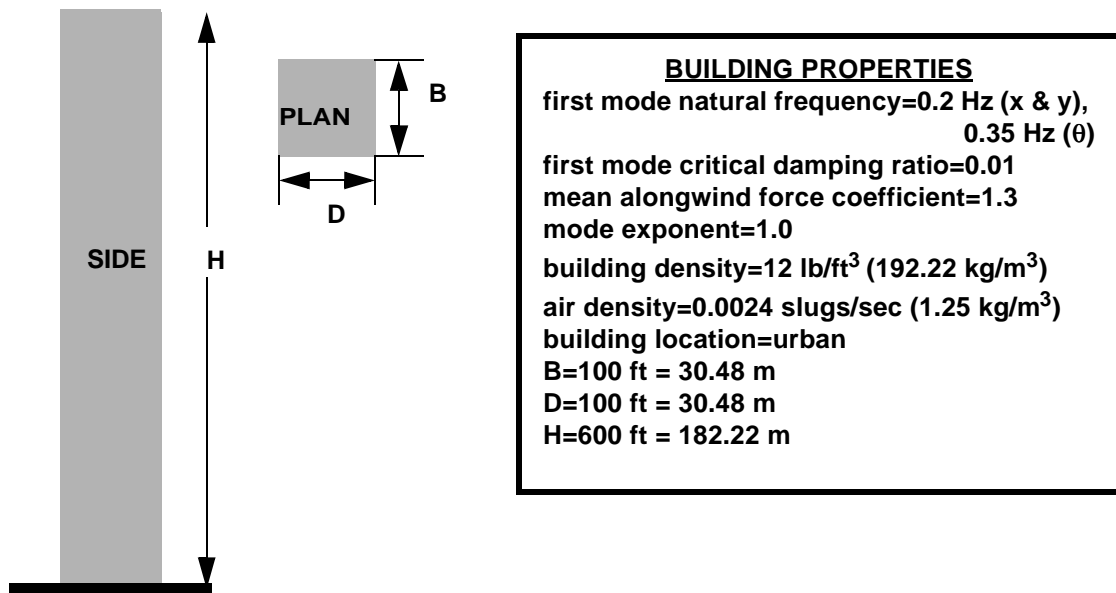 SIDE
H
PLAN
B
D
BUILDING PROPERTIES
first mode natural frequency=0.2 Hz (x & y),
0.35 Hz (θ)
first mode critical damping ratio=0.01
mean alongwind force coefficient=1.3
mode exponent=1.0
building density=12 lb/ft³ (192.22 kg/m³)
air density=0.0024 slugs/sec (1.25 kg/m³)
building location=urban
B=100 ft = 30.48 m
D=100 ft = 30.48 m
H=600 ft = 182.22 m